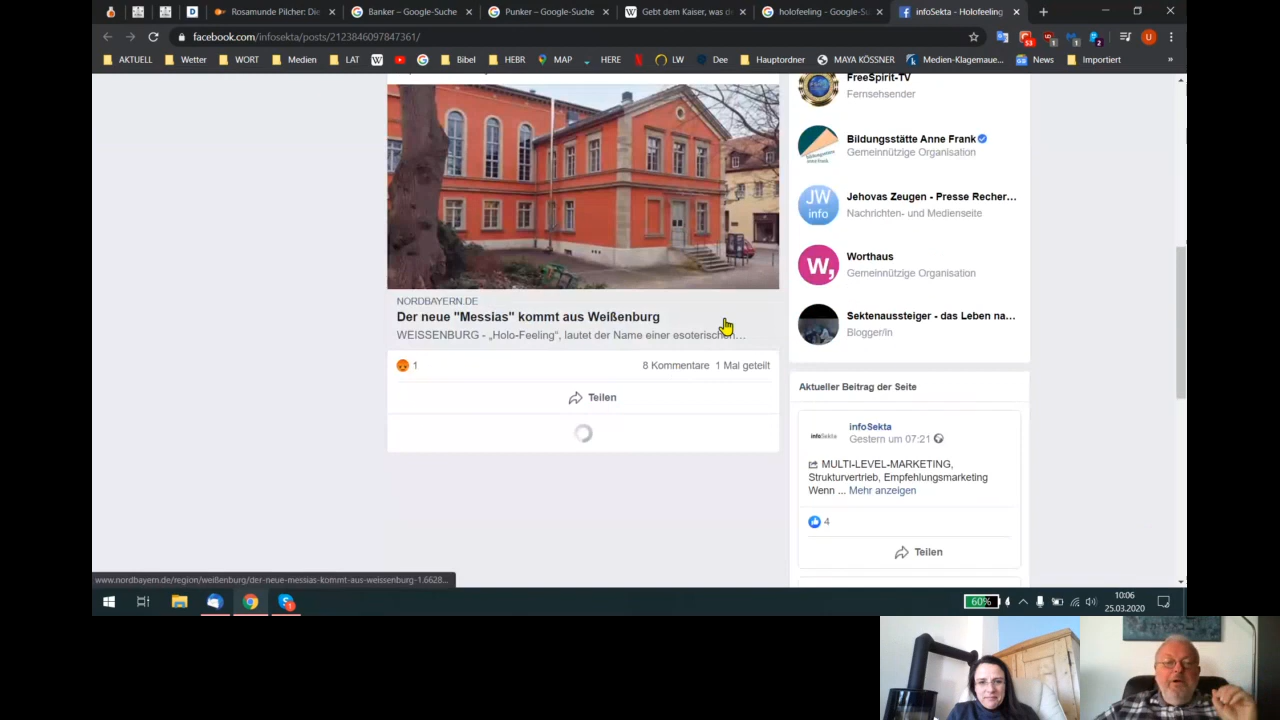 Rosamunde Pilcher: Die
Banker – Google-Suche
Punker – Google-Suche
Gebt dem Kaiser, was d
holofeeling – Google-Su
infoSekta - Holofeeling
facebook.com/infosekta/posts/2123846097847361/
AKTUELL Wetter WORT Medien LAT Bibel HEBR MAP HERE LW Dee Hauptordner MAYA KÖSSNER Medien-Klagemaue... News Importiert »
FreeSpirit-TV
Fernsehsender
Bildungsstätte Anne Frank
Gemeinnützige Organisation
JW info
Jehovas Zeugen - Presse Recher...
Nachrichten- und Medienseite
w,
Worthaus
Gemeinnützige Organisation
Sektenaussteiger - das Leben na...
Blogger/in
NORDBAYERN.DE
Der neue "Messias" kommt aus Weißenburg
WEISSENBURG - „Holo-Feeling“, lautet der Name einer esoterischen...
1
8 Kommentare 1 Mal geteilt
Teilen
Aktueller Beitrag der Seite
infoSekta
infoSekta
Gestern um 07:21
MULTI-LEVEL-MARKETING,
Strukturvertrieb, Empfehlungsmarketing
Wenn ... Mehr anzeigen
4
Teilen
www.nordbayern.de/region/weißenburg/der-neue-messias-kommt-aus-weissenburg-1.6628...
60%
10:06
25.03.2020